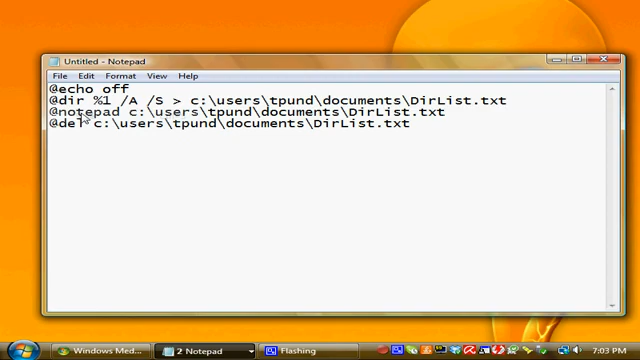 Untitled - Notepad
File Edit Format View Help
@echo off
@dir %1 /A /S > c:\users\tpund\documents\DirList.txt
@notepad c:\users\tpund\documents\DirList.txt
@del c:\users\tpund\documents\DirList.txt
Windows Med...
2 Notepad
Flashing
7:03 PM